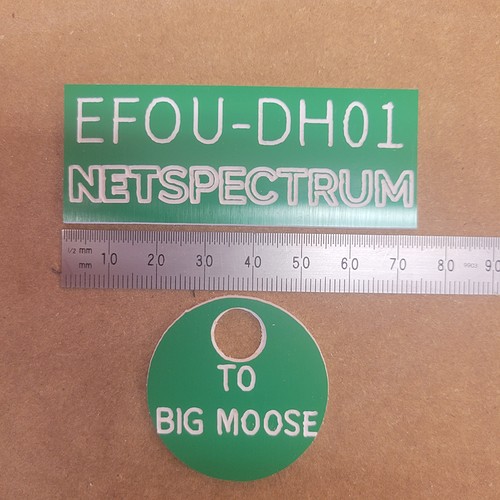 EFOU-DH01
NETSPECTRUM
1/2 mm
mm 10 20 30 40 50 60 70 80 90
TO
BIG MOOSE